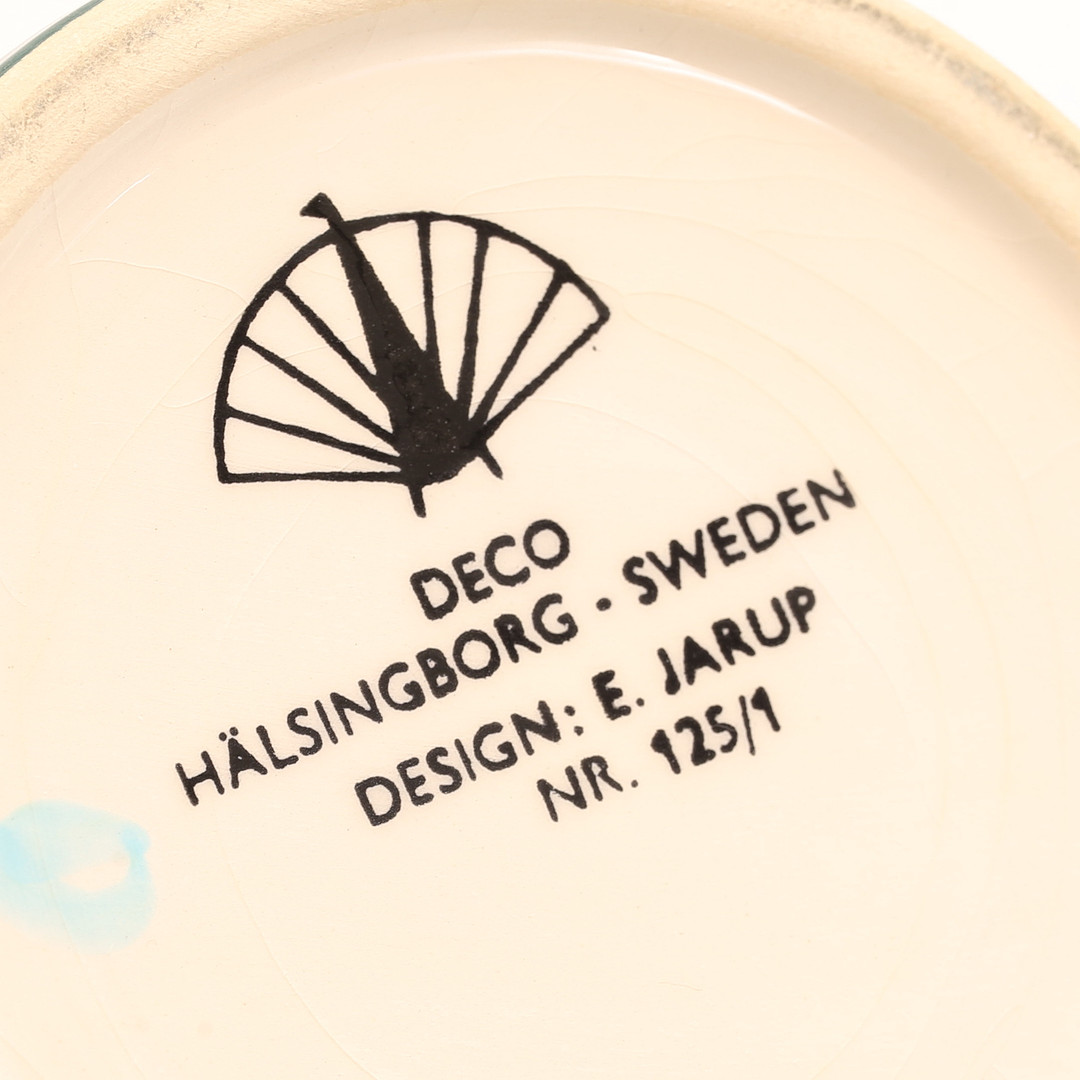 DECO
HÄLSINGBORG - SWEDEN
DESIGN: E. JARUP
NR. 125/1